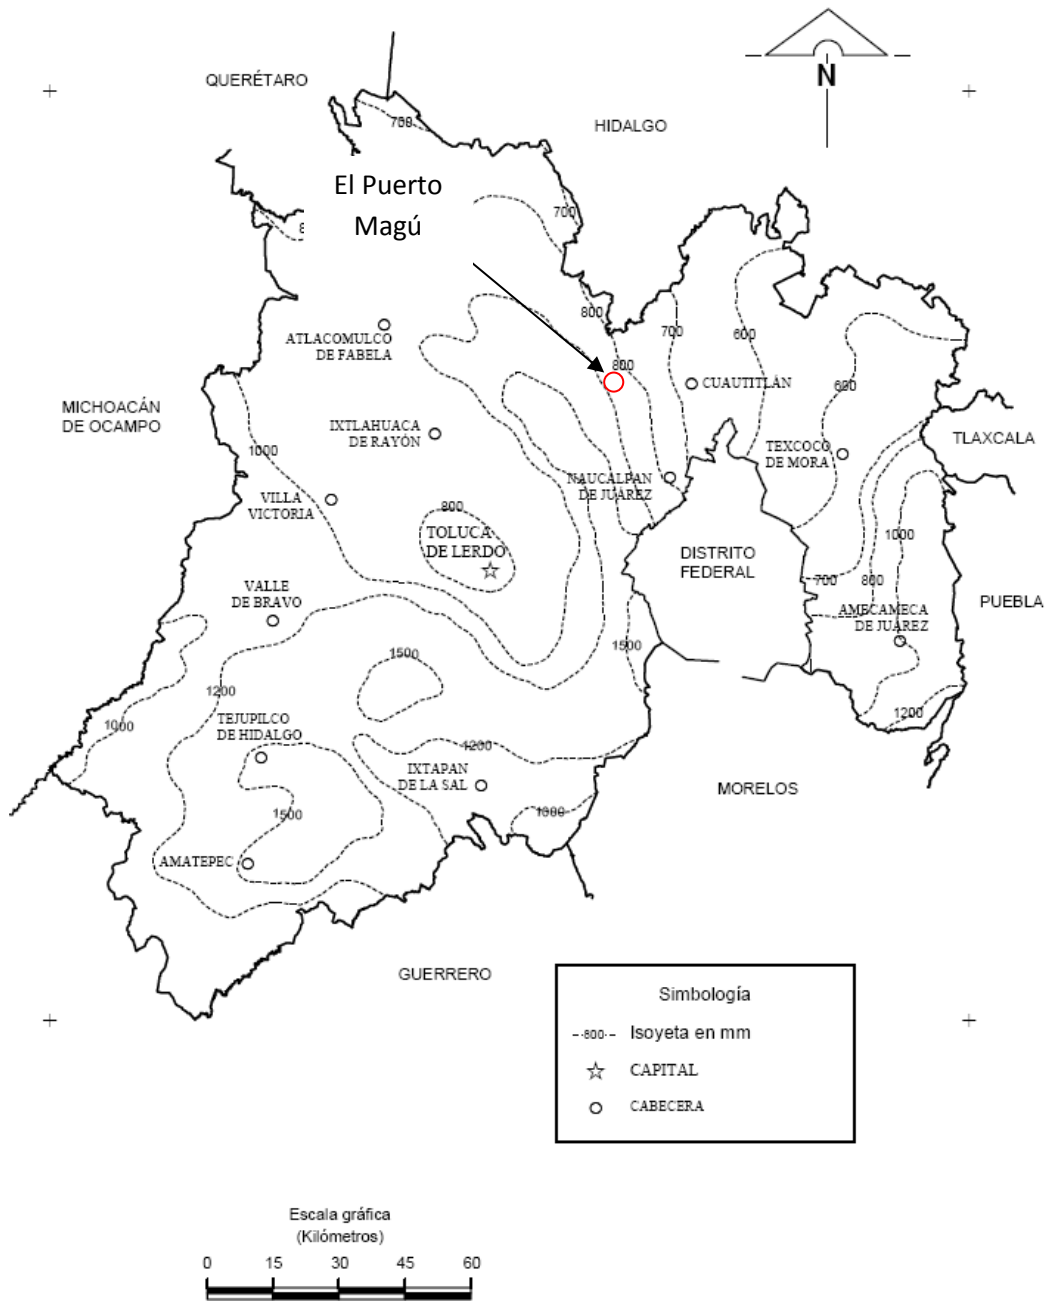 QUERÉTARO
N
700
HIDALGO
El Puerto
Magú
700
8
800
700
600
800
ATLACOMULCO
DE FABELA
CUAUTITLÁN
600
MICHOACÁN
DE OCAMPO
IXTLAHUACA
DE RAYÓN
TLAXCALA
1000
TEXCOCO
DE MORA
NAUCALPAN
DE JUÁREZ
VILLA
VICTORIA
800
TOLUCA
DE LERDO
1000
DISTRITO
FEDERAL
700
800
VALLE
DE BRAVO
PUEBLA
AMECAMECA
DE JUÁREZ
1500
1500
1200
1000
TEJUPILCO
DE HIDALGO
1200
1200
IXTAPAN
DE LA SAL
MORELOS
1500
1000
AMATEPEC
GUERRERO
Simbología
800 Isoyeta en mm
CAPITAL
CABECERA
Escala gráfica
(Kilómetros)
0 15 30 45 60